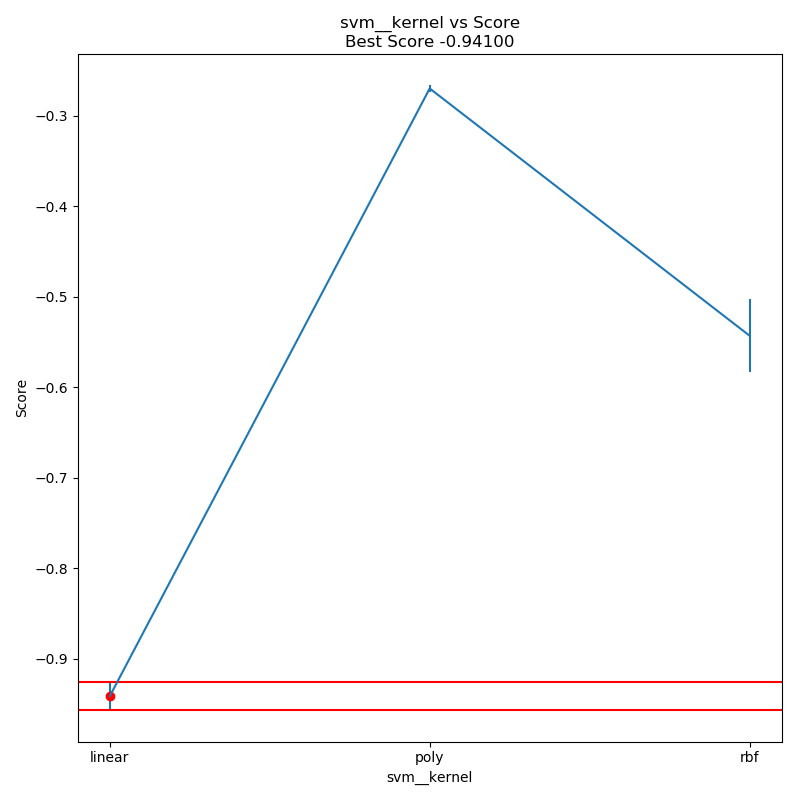 svm__kernel vs Score
Best Score -0.94100
Score
−0.3
−0.4
−0.5
−0.6
−0.7
−0.8
−0.9
linear poly rbf
svm__kernel